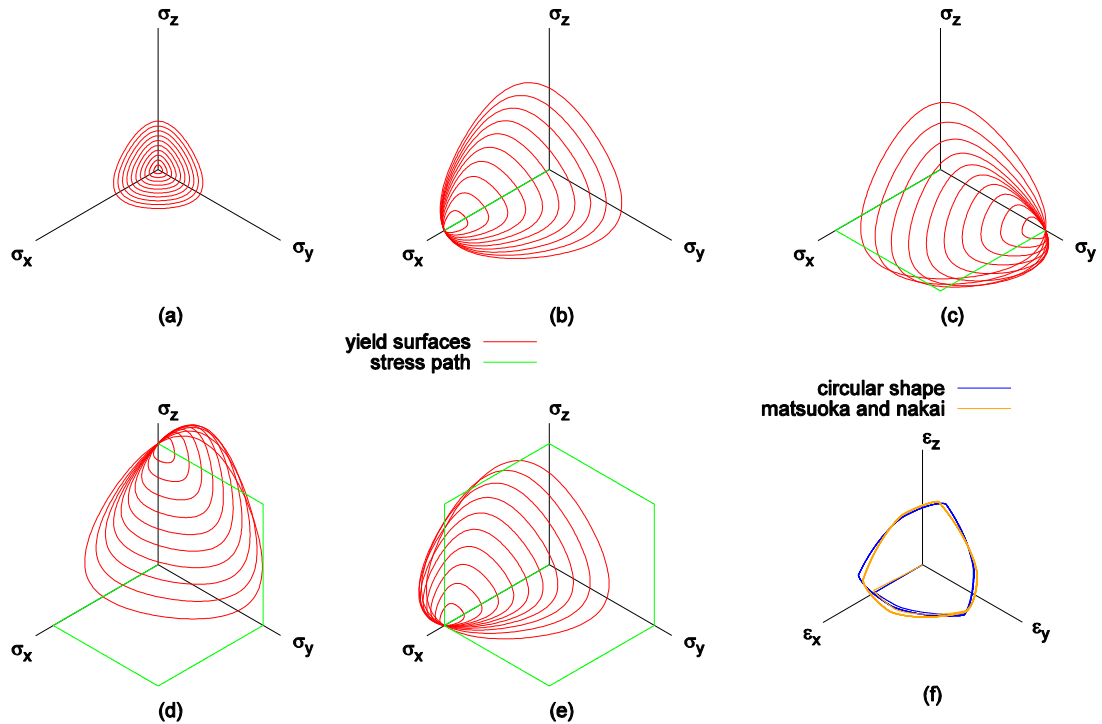 σz
σx
σy
(a)
σz
σx
σy
(b)
σz
σx
σy
(c)
yield surfaces
stress path
σz
σx
σy
(d)
σz
σx
σy
(e)
circular shape
matsuoka and nakai
εz
εx
εy
(f)